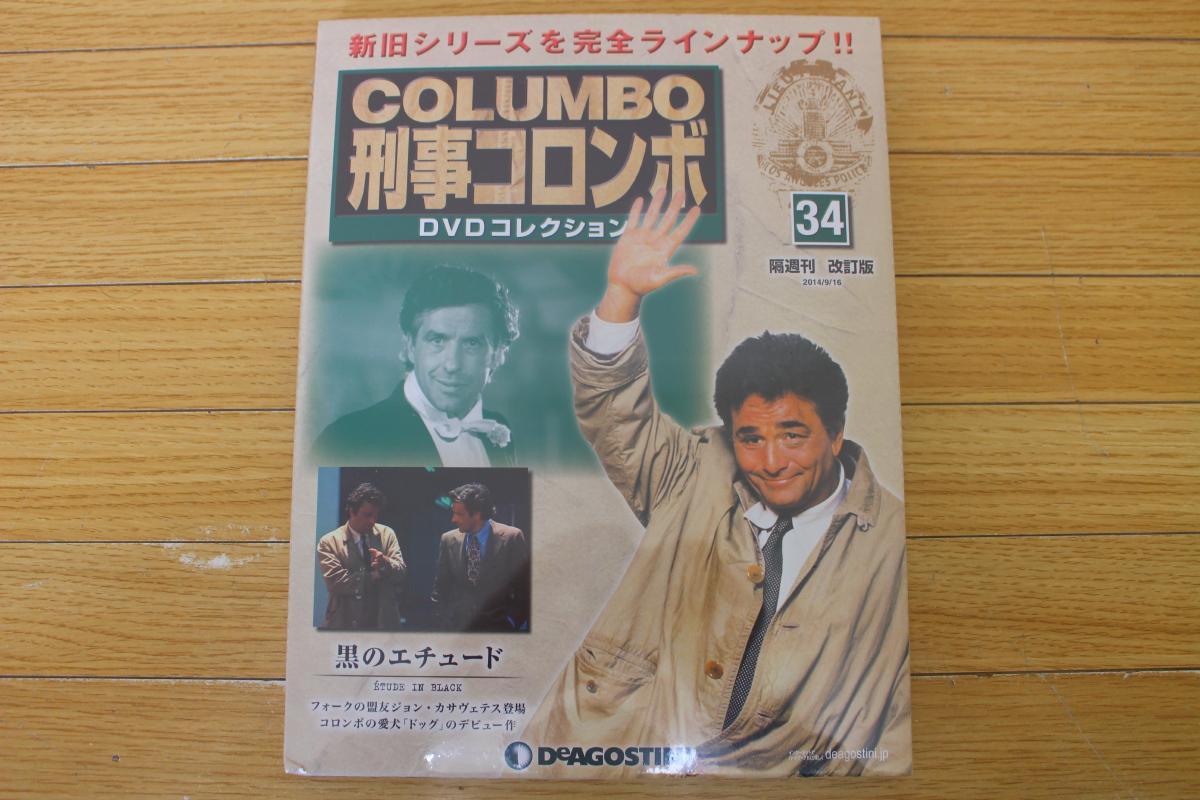 新旧シリーズを完全ラインナップ!!
COLUMBO
刑事コロンボ
DVDコレクション
LIEUTENANT
LOS ANGELES POLICE
34
隔週刊 改訂版
2014/9/16
黒のエチュード
ÉTUDE IN BLACK
フォークの盟友ジョン・カサヴェテス登場
コロンボの愛犬「ドッグ」のデビュー作
DEAGOSTINI
deagostini.jp